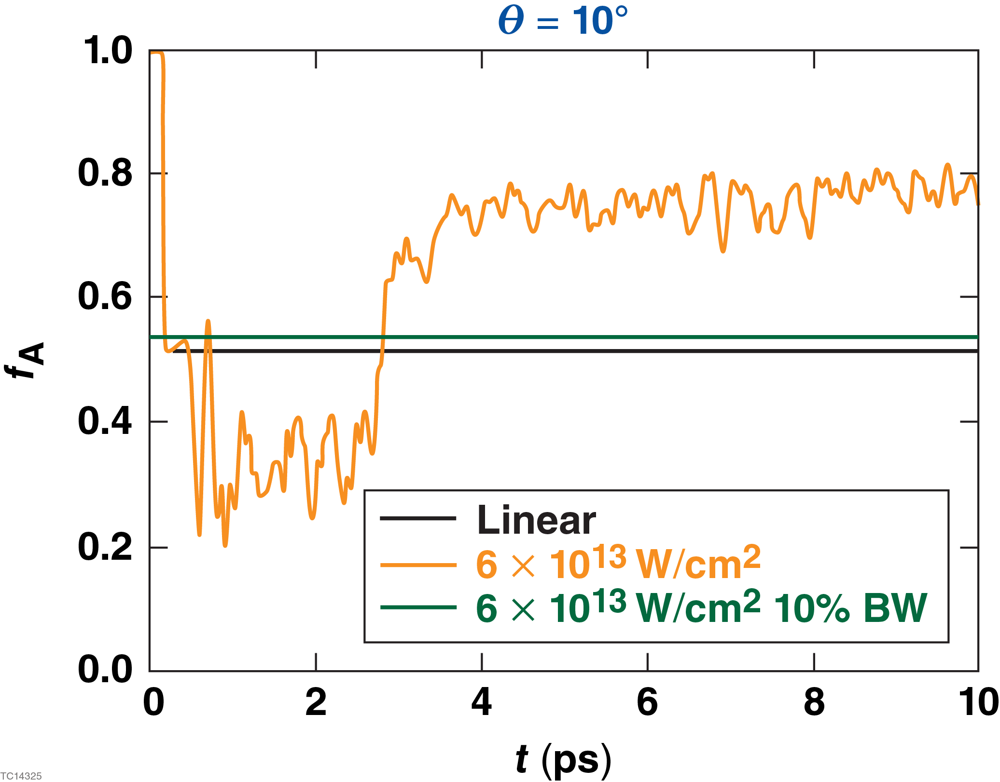 θ = 10°
1.0
0.8
0.6
0.4
0.2
0.0
fA
Linear
6 × 10¹³ W/cm²
6 × 10¹³ W/cm² 10% BW
0 2 4 6 8 10
t (ps)
TC14325